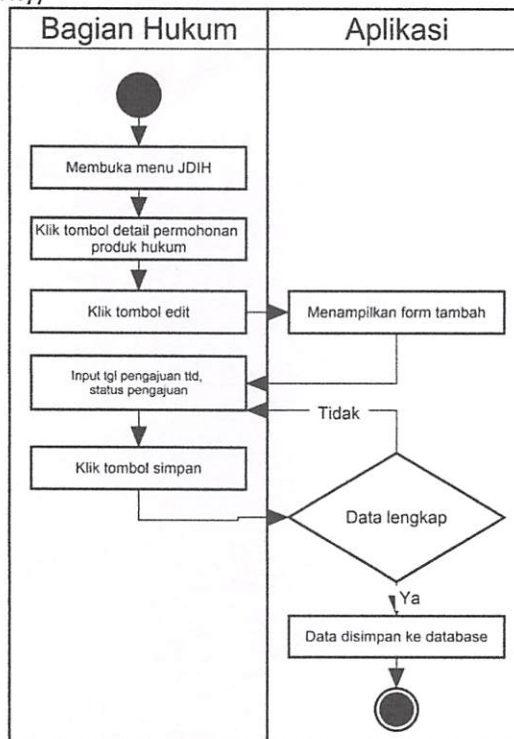 Bagian Hukum
Aplikasi
Membuka menu JDIH
Klik tombol detail permohonan
produk hukum
Klik tombol edit
Menampilkan form tambah
Input tgl pengajuan ttd,
status pengajuan
Tidak
Klik tombol simpan
Data lengkap
Ya
Data disimpan ke database